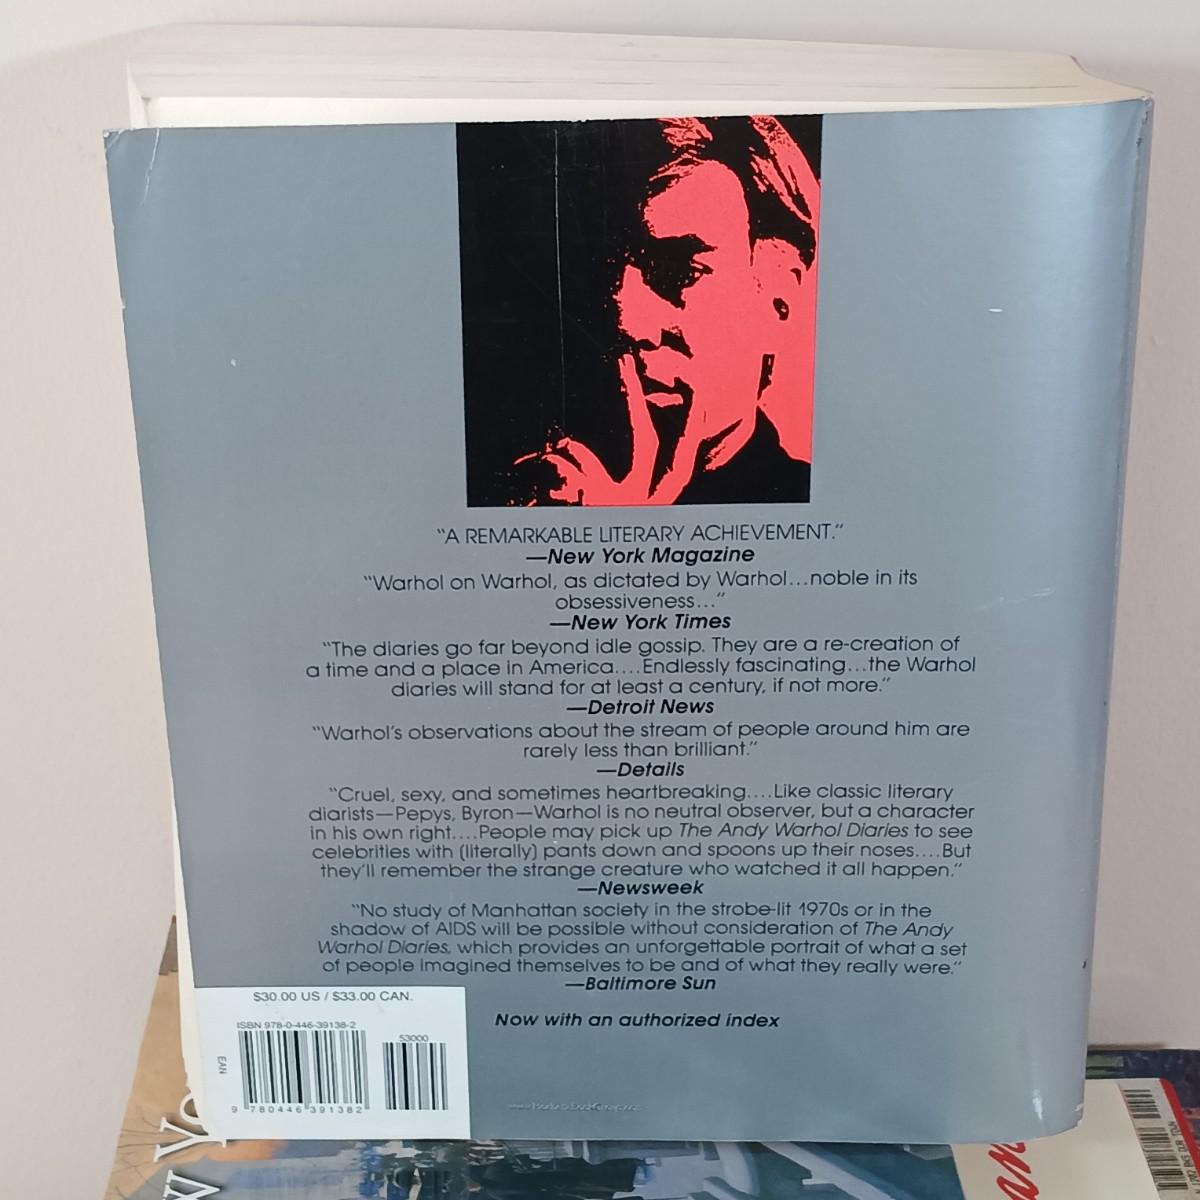 “A REMARKABLE LITERARY ACHIEVEMENT.”
—New York Magazine
“Warhol on Warhol, as dictated by Warhol...noble in its
obsessiveness...”
—New York Times
“The diaries go far beyond idle gossip. They are a re-creation of
a time and a place in America....Endlessly fascinating...the Warhol
diaries will stand for at least a century, if not more.”
—Detroit News
“Warhol's observations about the stream of people around him are
rarely less than brilliant.”
—Details
“Cruel, sexy, and sometimes heartbreaking....Like classic literary
diarists—Pepys, Byron—Warhol is no neutral observer, but a character
in his own right....People may pick up The Andy Warhol Diaries to see
celebrities with (literally) pants down and spoons up their noses....But
they'll remember the strange creature who watched it all happen.”
—Newsweek
“No study of Manhattan society in the strobe-lit 1970s or in the
shadow of AIDS will be possible without consideration of The Andy
Warhol Diaries, which provides an unforgettable portrait of what a set
of people imagined themselves to be and of what they really were.”
—Baltimore Sun
Now with an authorized index
$30.00 US / $33.00 CAN.
ISBN 978-0-446-39138-2
53000
EAN
9 780446 391382